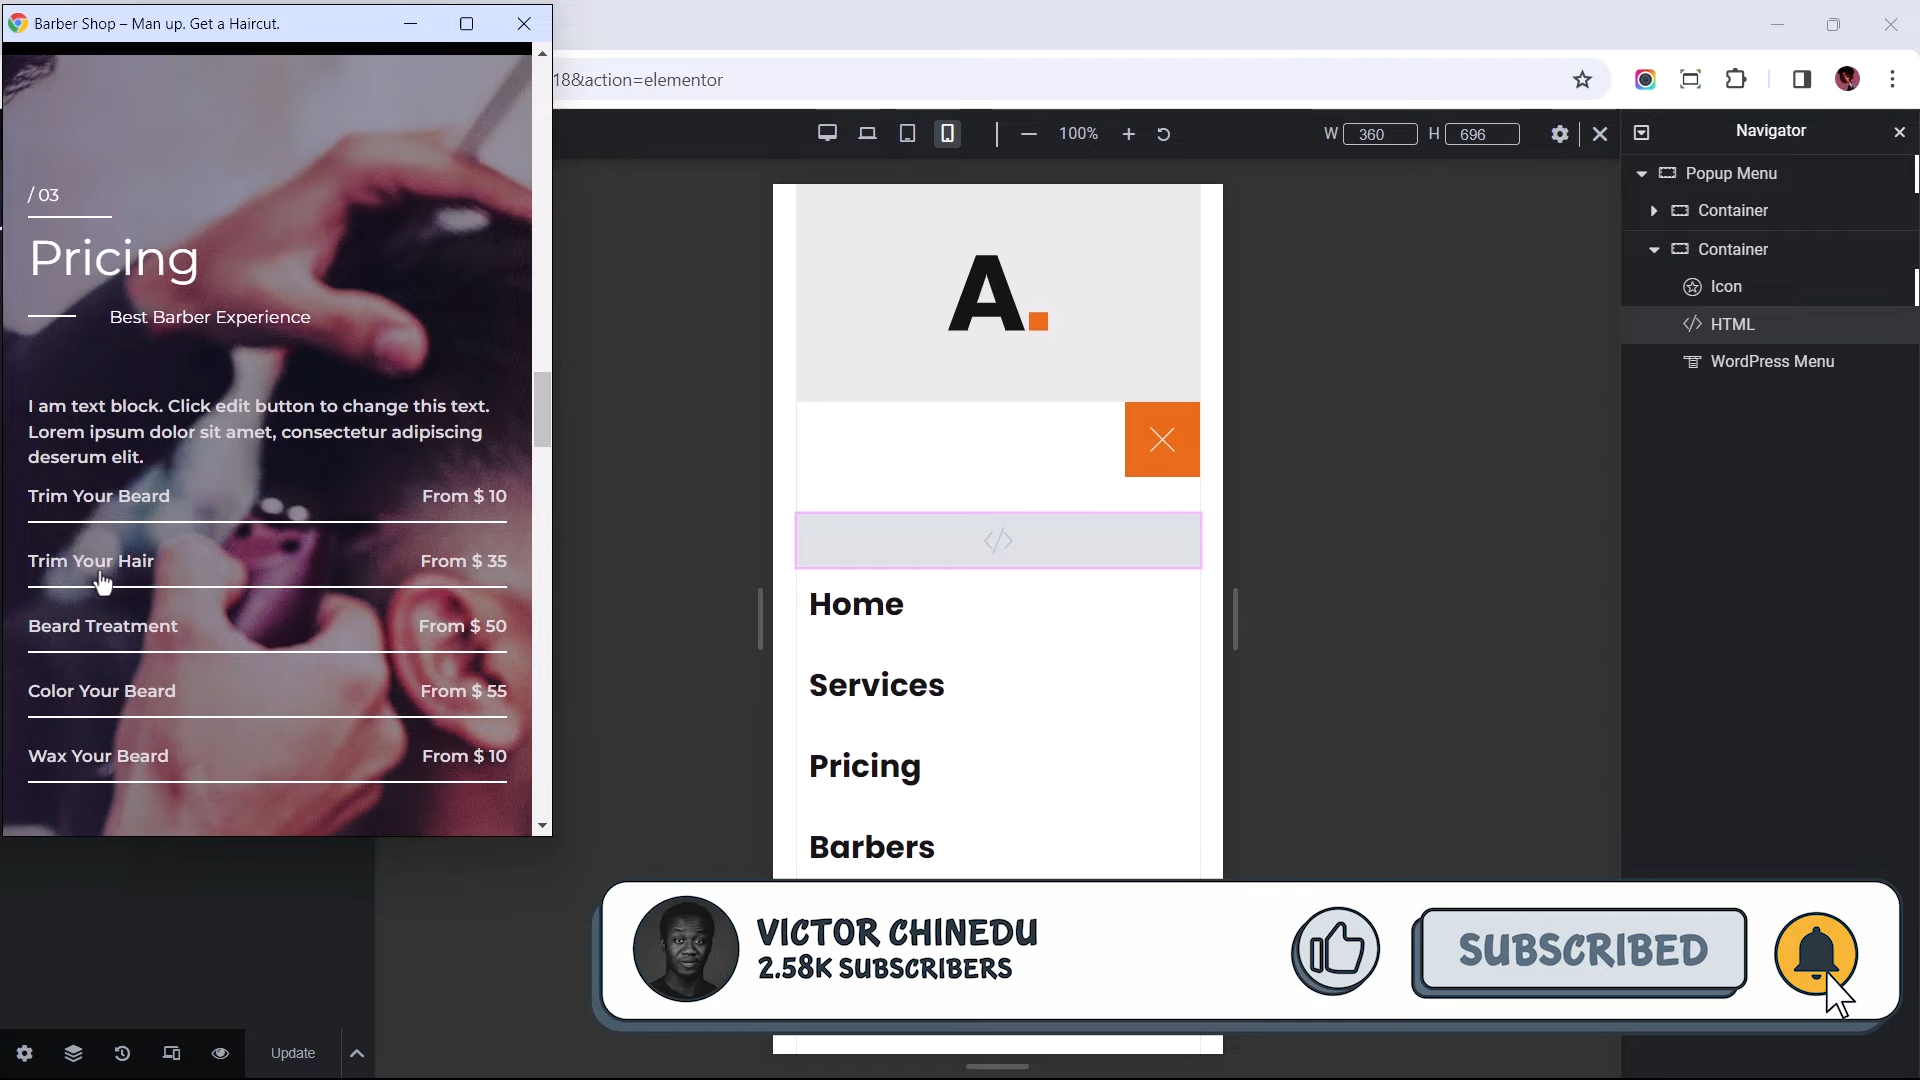 Barber Shop – Man up. Get a Haircut.
/ 03
Pricing
Best Barber Experience
I am text block. Click edit button to change this text.
Lorem ipsum dolor sit amet, consectetur adipiscing
deserum elit.
Trim Your Beard From $ 10
Trim Your Hair From $ 35
Beard Treatment From $ 50
Color Your Beard From $ 55
Wax Your Beard From $ 10
Update
18&action=elementor
100%
W 360 H 696
A.
Home
Services
Pricing
Barbers
Navigator
Popup Menu
Container
Container
Icon
HTML
WordPress Menu
VICTOR CHINEDU
2.58K SUBSCRIBERS
SUBSCRIBED